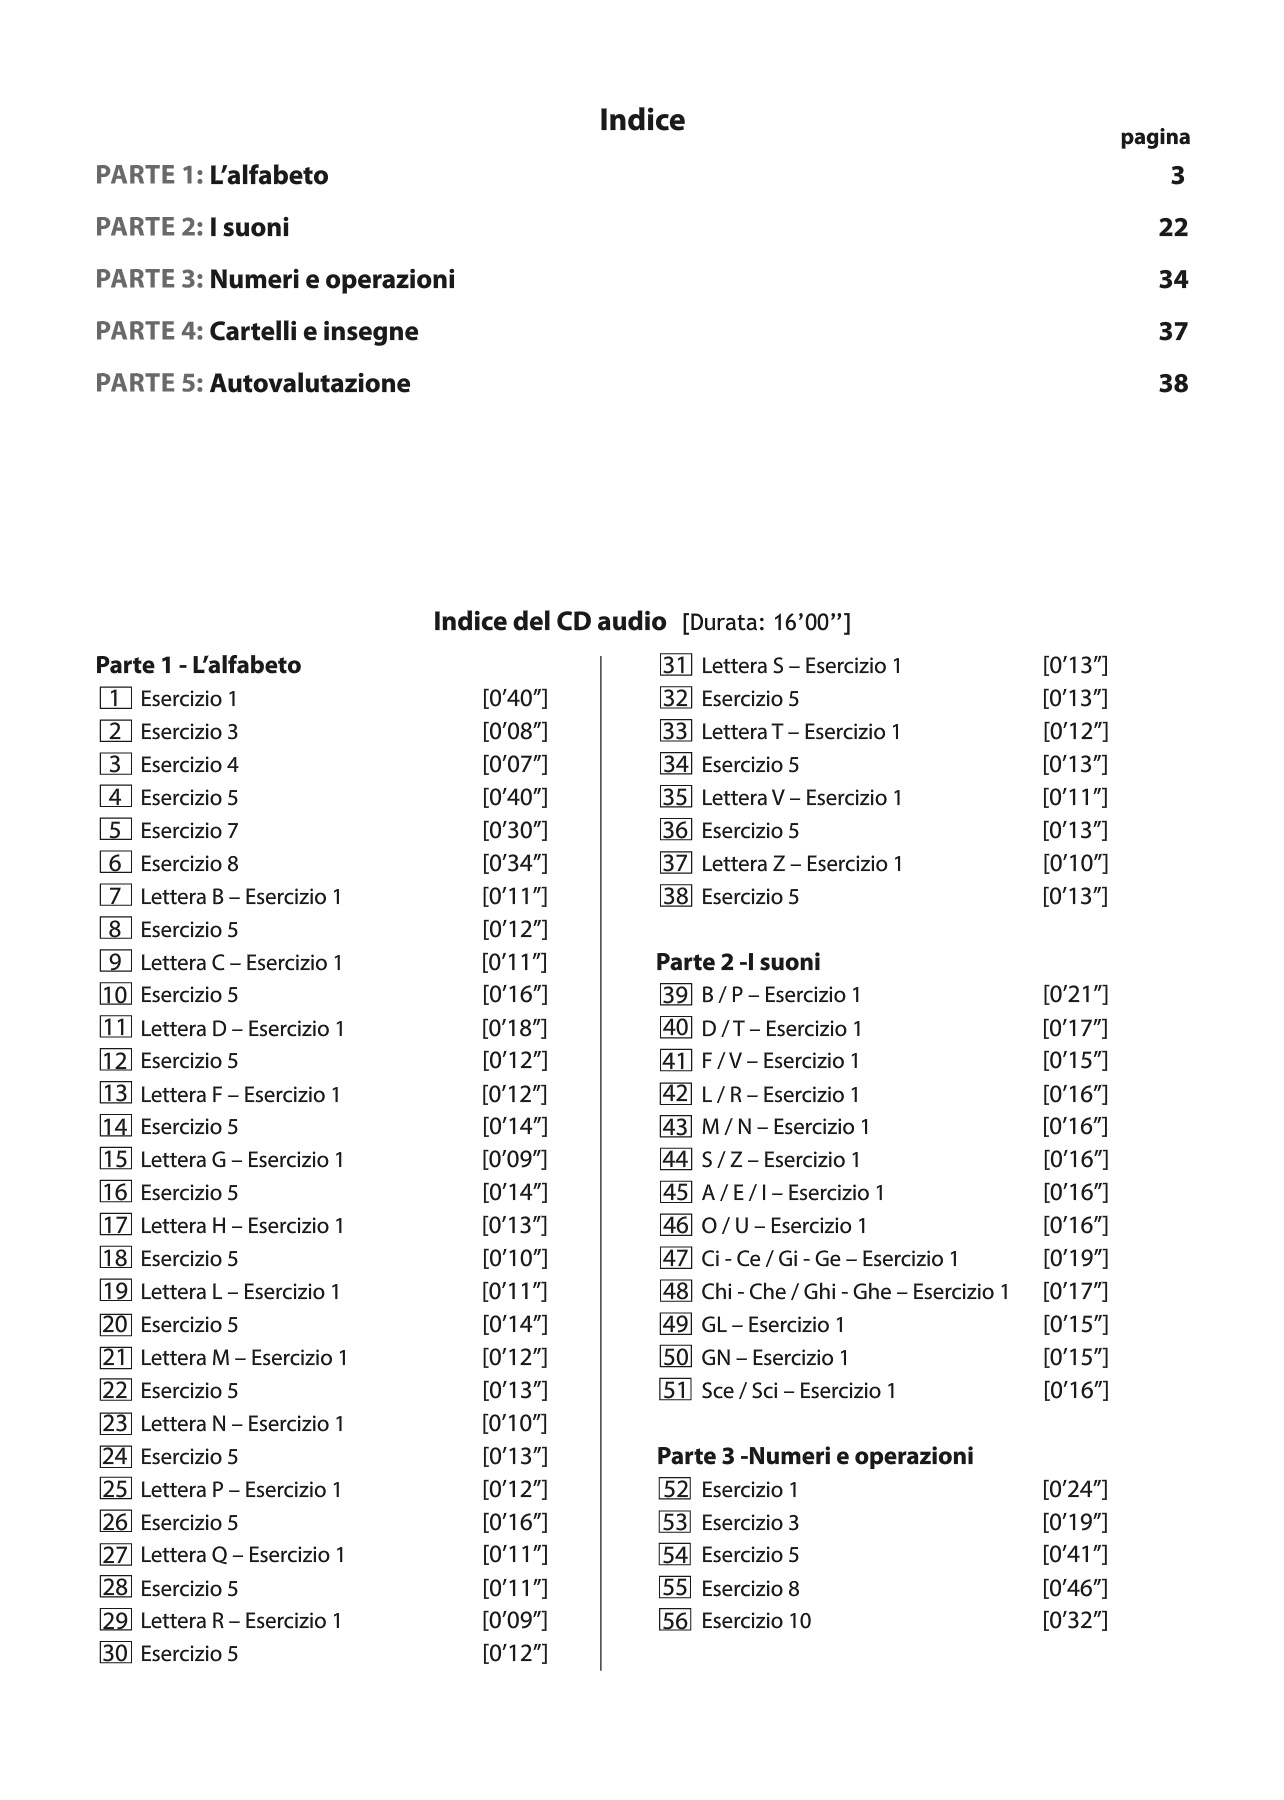 Indice
pagina
PARTE 1: L’alfabeto 3
PARTE 2: I suoni 22
PARTE 3: Numeri e operazioni 34
PARTE 4: Cartelli e insegne 37
PARTE 5: Autovalutazione 38
Indice del CD audio [Durata: 16’00’’]
Parte 1 - L’alfabeto
1 Esercizio 1 [0’40’’]
2 Esercizio 3 [0’08’’]
3 Esercizio 4 [0’07’’]
4 Esercizio 5 [0’40’’]
5 Esercizio 7 [0’30’’]
6 Esercizio 8 [0’34’’]
7 Lettera B – Esercizio 1 [0’11’’]
8 Esercizio 5 [0’12’’]
9 Lettera C – Esercizio 1 [0’11’’]
10 Esercizio 5 [0’16’’]
11 Lettera D – Esercizio 1 [0’18’’]
12 Esercizio 5 [0’12’’]
13 Lettera F – Esercizio 1 [0’12’’]
14 Esercizio 5 [0’14’’]
15 Lettera G – Esercizio 1 [0’09’’]
16 Esercizio 5 [0’14’’]
17 Lettera H – Esercizio 1 [0’13’’]
18 Esercizio 5 [0’10’’]
19 Lettera L – Esercizio 1 [0’11’’]
20 Esercizio 5 [0’14’’]
21 Lettera M – Esercizio 1 [0’12’’]
22 Esercizio 5 [0’13’’]
23 Lettera N – Esercizio 1 [0’10’’]
24 Esercizio 5 [0’13’’]
25 Lettera P – Esercizio 1 [0’12’’]
26 Esercizio 5 [0’16’’]
27 Lettera Q – Esercizio 1 [0’11’’]
28 Esercizio 5 [0’11’’]
29 Lettera R – Esercizio 1 [0’09’’]
30 Esercizio 5 [0’12’’]
31 Lettera S – Esercizio 1 [0’13’’]
32 Esercizio 5 [0’13’’]
33 Lettera T – Esercizio 1 [0’12’’]
34 Esercizio 5 [0’13’’]
35 Lettera V – Esercizio 1 [0’11’’]
36 Esercizio 5 [0’13’’]
37 Lettera Z – Esercizio 1 [0’10’’]
38 Esercizio 5 [0’13’’]
Parte 2 -I suoni
39 B / P – Esercizio 1 [0’21’’]
40 D / T – Esercizio 1 [0’17’’]
41 F / V – Esercizio 1 [0’15’’]
42 L / R – Esercizio 1 [0’16’’]
43 M / N – Esercizio 1 [0’16’’]
44 S / Z – Esercizio 1 [0’16’’]
45 A / E / I – Esercizio 1 [0’16’’]
46 O / U – Esercizio 1 [0’16’’]
47 Ci - Ce / Gi - Ge – Esercizio 1 [0’19’’]
48 Chi - Che / Ghi - Ghe – Esercizio 1 [0’17’’]
49 GL – Esercizio 1 [0’15’’]
50 GN – Esercizio 1 [0’15’’]
51 Sce / Sci – Esercizio 1 [0’16’’]
Parte 3 -Numeri e operazioni
52 Esercizio 1 [0’24’’]
53 Esercizio 3 [0’19’’]
54 Esercizio 5 [0’41’’]
55 Esercizio 8 [0’46’’]
56 Esercizio 10 [0’32’’]